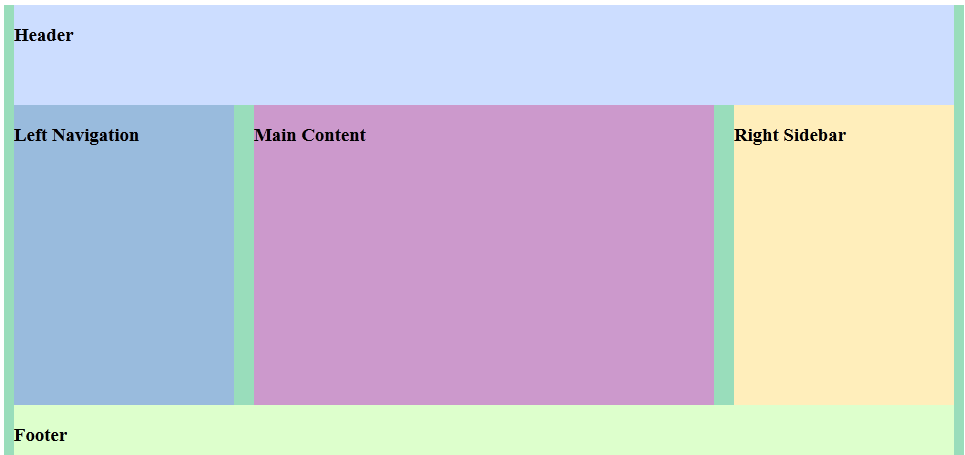 Header
Left Navigation
Main Content
Right Sidebar
Footer